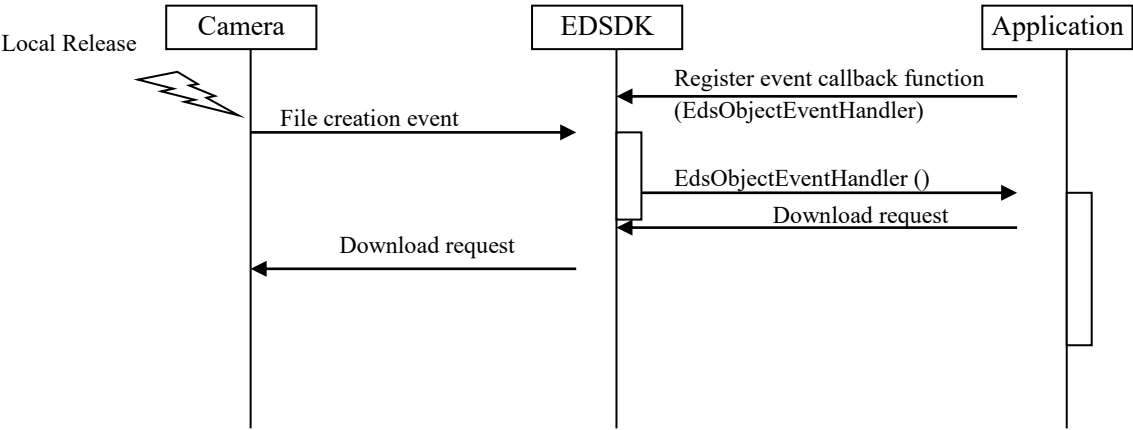 Camera
EDSDK
Application
Local Release
Register event callback function
(EdsObjectEventHandler)
File creation event
EdsObjectEventHandler ()
Download request
Download request